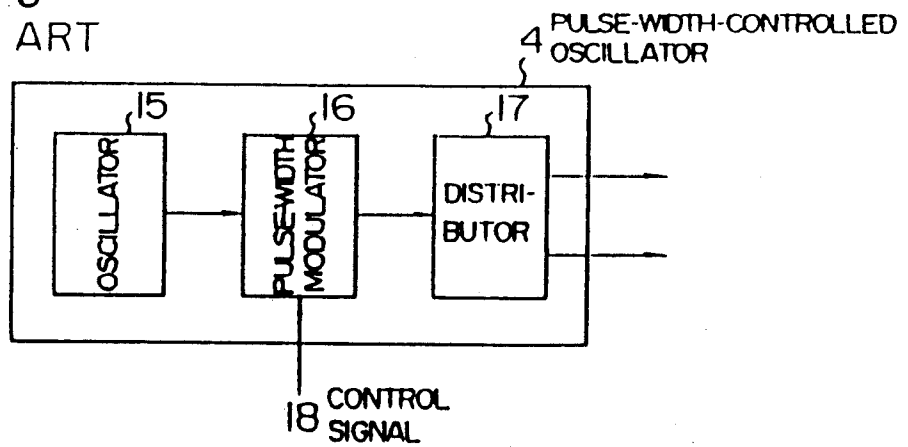 ART
4 PULSE-WIDTH-CONTROLLED
OSCILLATOR
15
16
17
OSCILLATOR
PULSE-WIDTH
MODULATOR
DISTRI-
BUTOR
18 CONTROL
SIGNAL